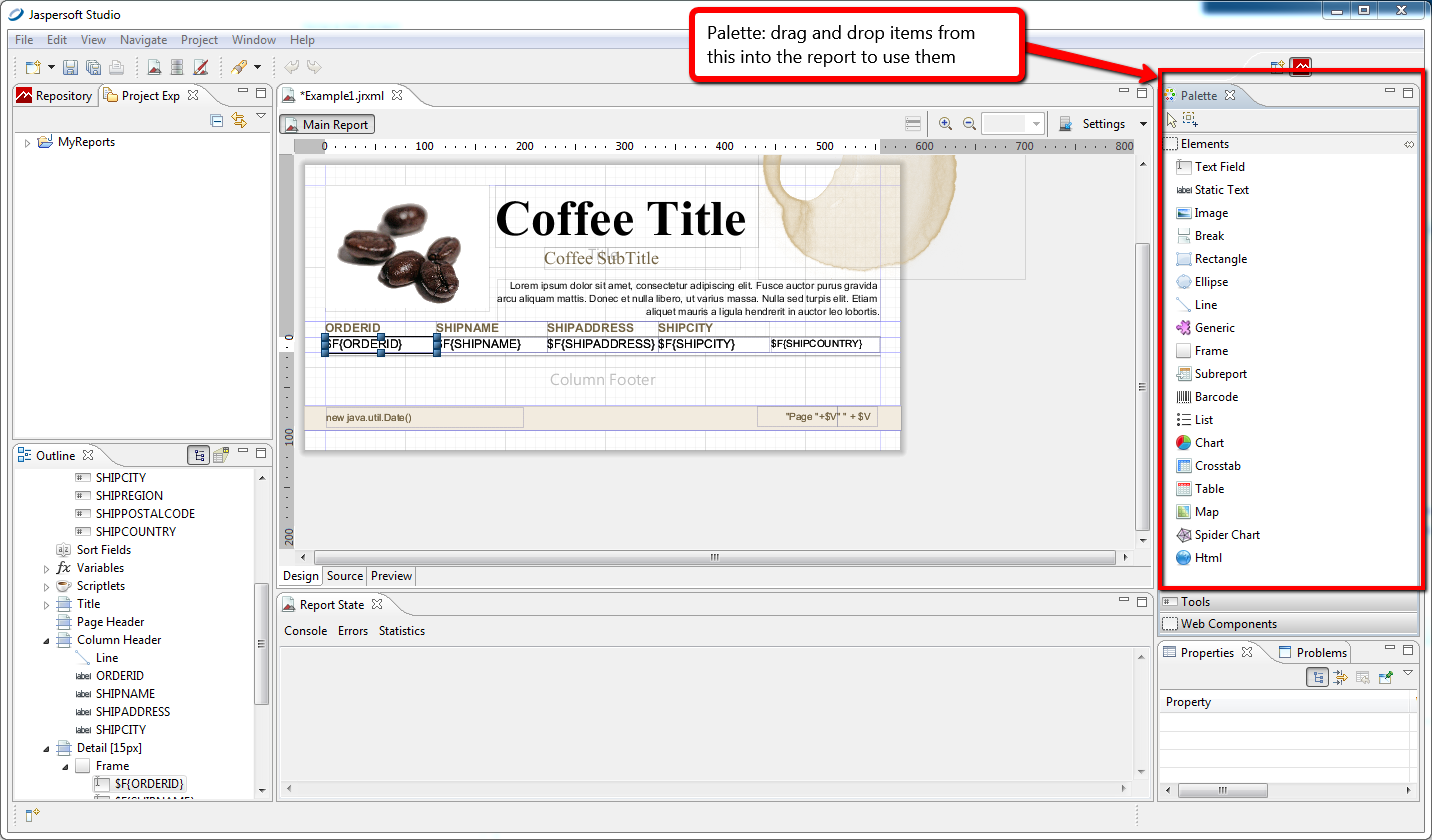 Jaspersoft Studio
File Edit View Navigate Project Window Help
Palette: drag and drop items from
this into the report to use them
Repository Project Exp
MyReports
*Example1.jrxml
Main Report
Settings
0 100 200 300 400 500 600 700 800
Coffee Title
Title
Coffee SubTitle
Lorem ipsum dolor sit amet, consectetur adipiscing elit. Fusce auctor purus gravida
arcu aliquam mattis. Donec et nulla libero, ut varius massa. Nulla sed turpis elit. Etiam
aliquet mauris a ligula hendrerit in auctor leo lobortis.
ORDERID SHIPNAME SHIPADDRESS SHIPCITY
$F{ORDERID} $F{SHIPNAME} $F{SHIPADDRESS} $F{SHIPCITY} $F{SHIPCOUNTRY}
Column Footer
new java.util.Date() "Page "+$V" " + $V
0
100
200
Design Source Preview
Palette
Elements
Text Field
label Static Text
Image
Break
Rectangle
Ellipse
Line
Generic
Frame
Subreport
Barcode
List
Chart
Crosstab
Table
Map
Spider Chart
Html
Tools
Web Components
Outline
SHIPCITY
SHIPREGION
SHIPPOSTALCODE
SHIPCOUNTRY
Sort Fields
fx Variables
Scriptlets
Title
Page Header
Column Header
Line
label ORDERID
label SHIPNAME
label SHIPADDRESS
label SHIPCITY
Detail [15px]
Frame
$F{ORDERID}
$F{SHIPNAME}
Report State
Console Errors Statistics
Properties Problems
Property